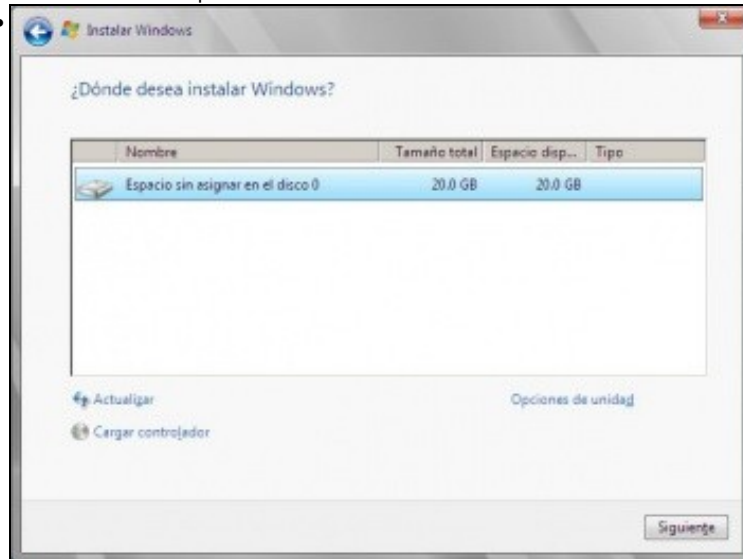 Instalar Windows
¿Dónde desea instalar Windows?
Nombre Tamaño total Espacio disp... Tipo
Espacio sin asignar en el disco 0 20.0 GB 20.0 GB
Actualizar Opciones de unidad
Cargar controlador
Siguiente